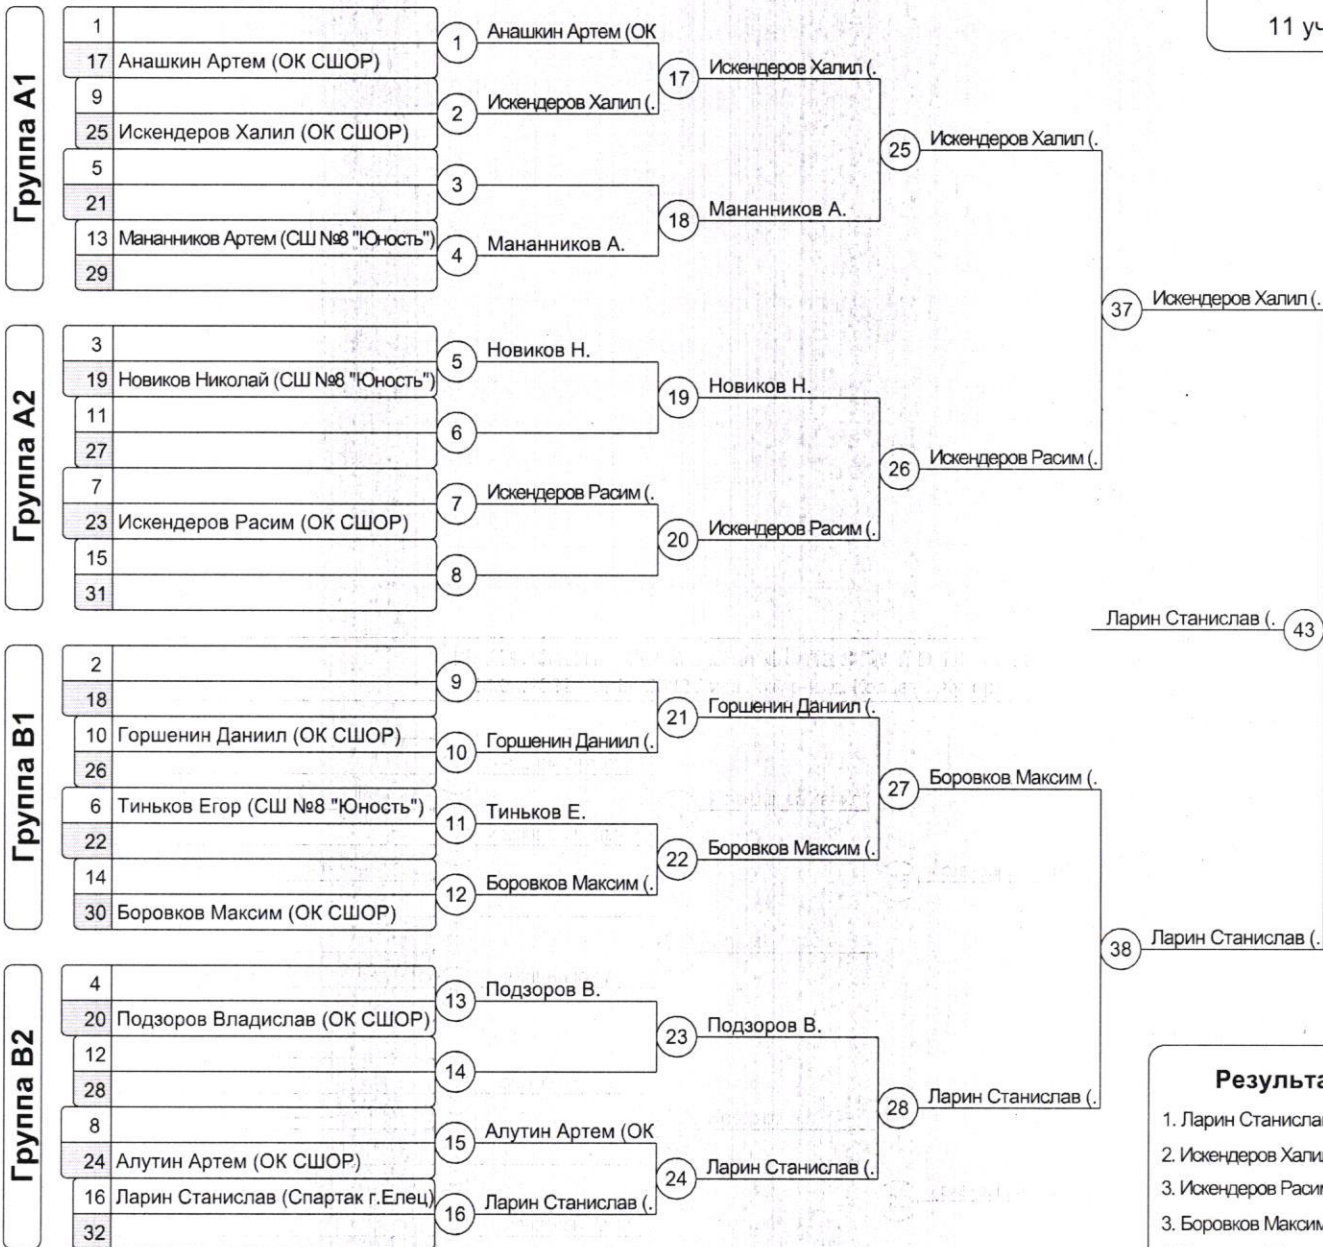 11 уч
Группа A1
1
17 Анашкин Артем (ОК СШОР)
9
25 Искендеров Халил (ОК СШОР)
5
21
13 Мананников Артем (СШ №8 "Юность")
29
1 Анашкин Артем (ОК
2 Искендеров Халил (.
3
4 Мананников А.
17 Искендеров Халил (.
18 Мананников А.
25 Искендеров Халил (.
Группа A2
3
19 Новиков Николай (СШ №8 "Юность")
11
27
7
23 Искендеров Расим (ОК СШОР)
15
31
5 Новиков Н.
6
7 Искендеров Расим (.
8
19 Новиков Н.
20 Искендеров Расим (.
26 Искендеров Расим (.
37 Искендеров Халил (.
Ларин Станислав (. 43
Группа B1
2
18
10 Горшенин Даниил (ОК СШОР)
26
6 Тиньков Егор (СШ №8 "Юность")
22
14
30 Боровков Максим (ОК СШОР)
9
10 Горшенин Даниил (.
11 Тиньков Е.
12 Боровков Максим (.
21 Горшенин Даниил (.
22 Боровков Максим (.
27 Боровков Максим (.
Группа B2
4
20 Подзоров Владислав (ОК СШОР)
12
28
8
24 Алутин Артем (ОК СШОР)
16 Ларин Станислав (Спартак г.Елец)
32
13 Подзоров В.
14
15 Алутин Артем (ОК
16 Ларин Станислав (.
23 Подзоров В.
24 Ларин Станислав (.
28 Ларин Станислав (.
38 Ларин Станислав (.
Результа
1. Ларин Станислав
2. Искендеров Халил
3. Искендеров Расим
3. Боровков Максим